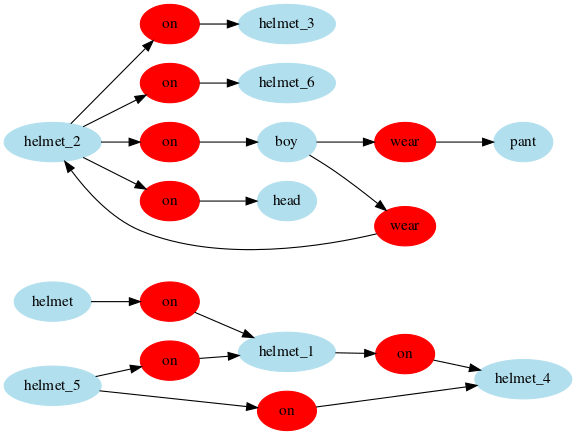 on
helmet_3
on
helmet_6
helmet_2
on
boy
wear
pant
on
head
wear
helmet
on
helmet_1
on
on
helmet_5
helmet_4
on